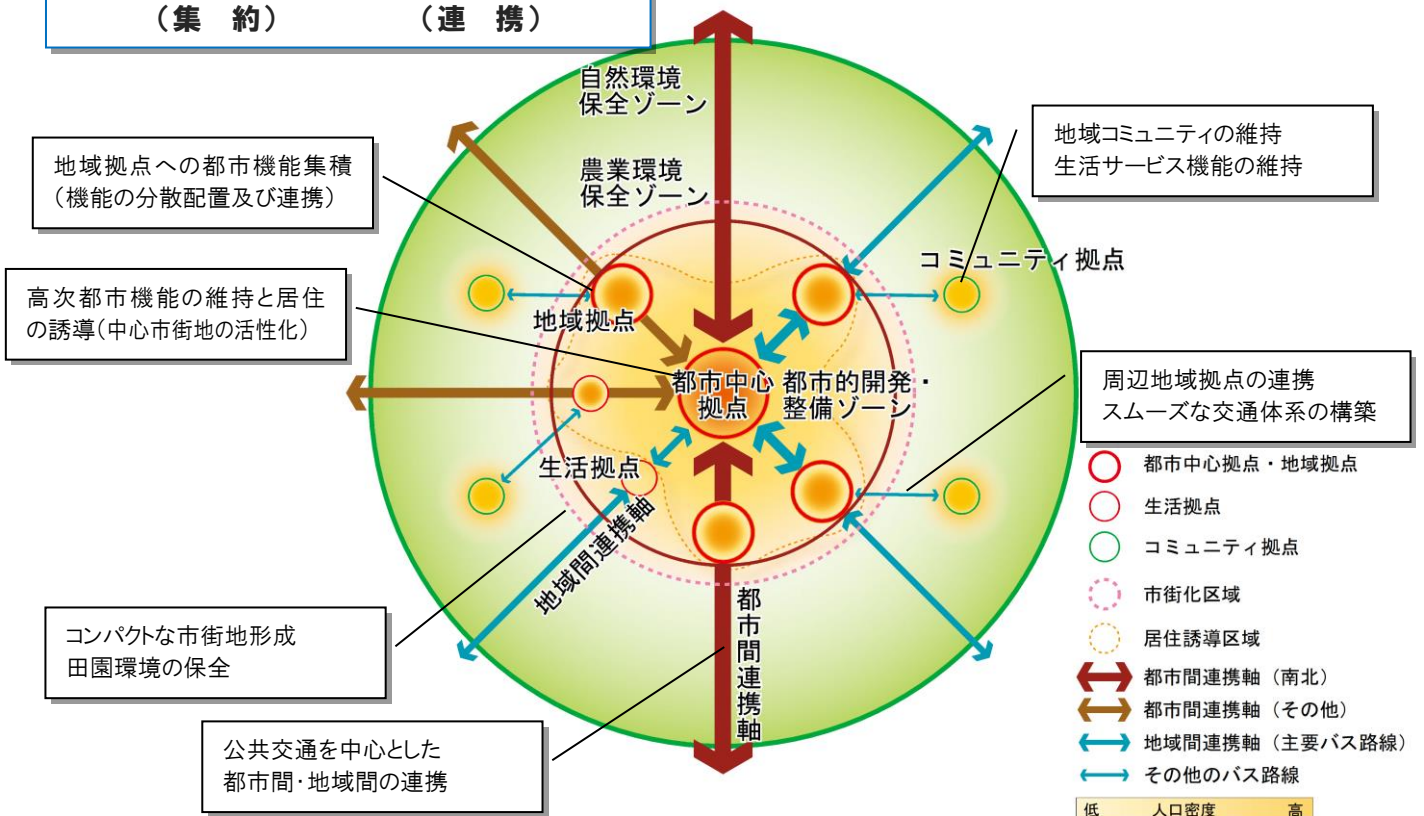 （集　約）　（連　携）
自然環境
保全ゾーン
地域コミュニティの維持
生活サービス機能の維持
地域拠点への都市機能集積
（機能の分散配置及び連携）
農業環境
保全ゾーン
コミュニティ拠点
高次都市機能の維持と居住
の誘導（中心市街地の活性化）
地域拠点
都市中心
拠点
都市的開発・
整備ゾーン
周辺地域拠点の連携
スムーズな交通体系の構築
生活拠点
地域間連携軸
都市間連携軸
コンパクトな市街地形成
田園環境の保全
公共交通を中心とした
都市間・地域間の連携
都市中心拠点・地域拠点
生活拠点
コミュニティ拠点
市街化区域
居住誘導区域
都市間連携軸（南北）
都市間連携軸（その他）
地域間連携軸（主要バス路線）
その他のバス路線
低　人口密度　高